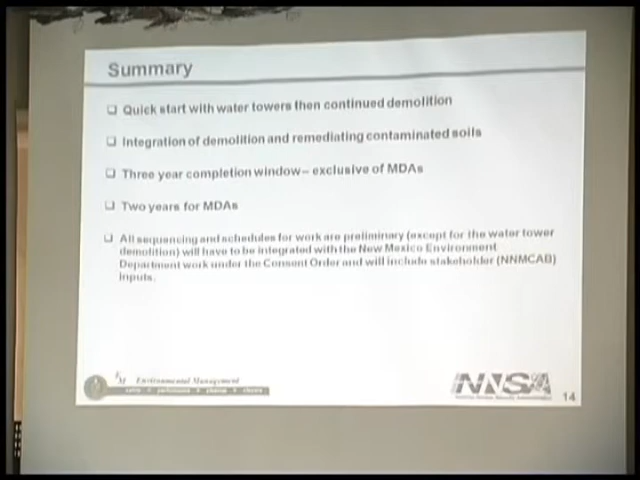 Summary
❑ Quick start with water towers then continued demolition
❑ Integration of demolition and remediating contaminated soils
❑ Three year completion window– exclusive of MDAs
❑ Two years for MDAs
❑ All sequencing and schedules for work are preliminary (except for the water tower
demolition) will have to be integrated with the New Mexico Environment
Department work under the Consent Order and will include stakeholder (NNMCAB)
inputs.
EM Environmental Management
NNSA
14